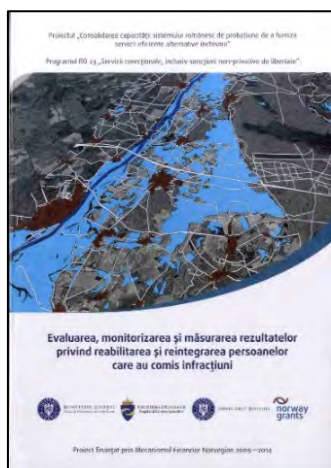 Proiectul „Consolidarea capacității sistemului românesc de probațiune de a furniza
servicii eficiente alternative închisorii”
Programul RO 23 „Servicii corecționale, inclusiv sancțiuni non-privative de libertate”
Evaluarea, monitorizarea și măsurarea rezultatelor
privind reabilitarea și reintegrarea persoanelor
care au comis infracțiuni
norway
grants
Proiect finanțat prin Mecanismul Financiar Norvegian 2009–2014